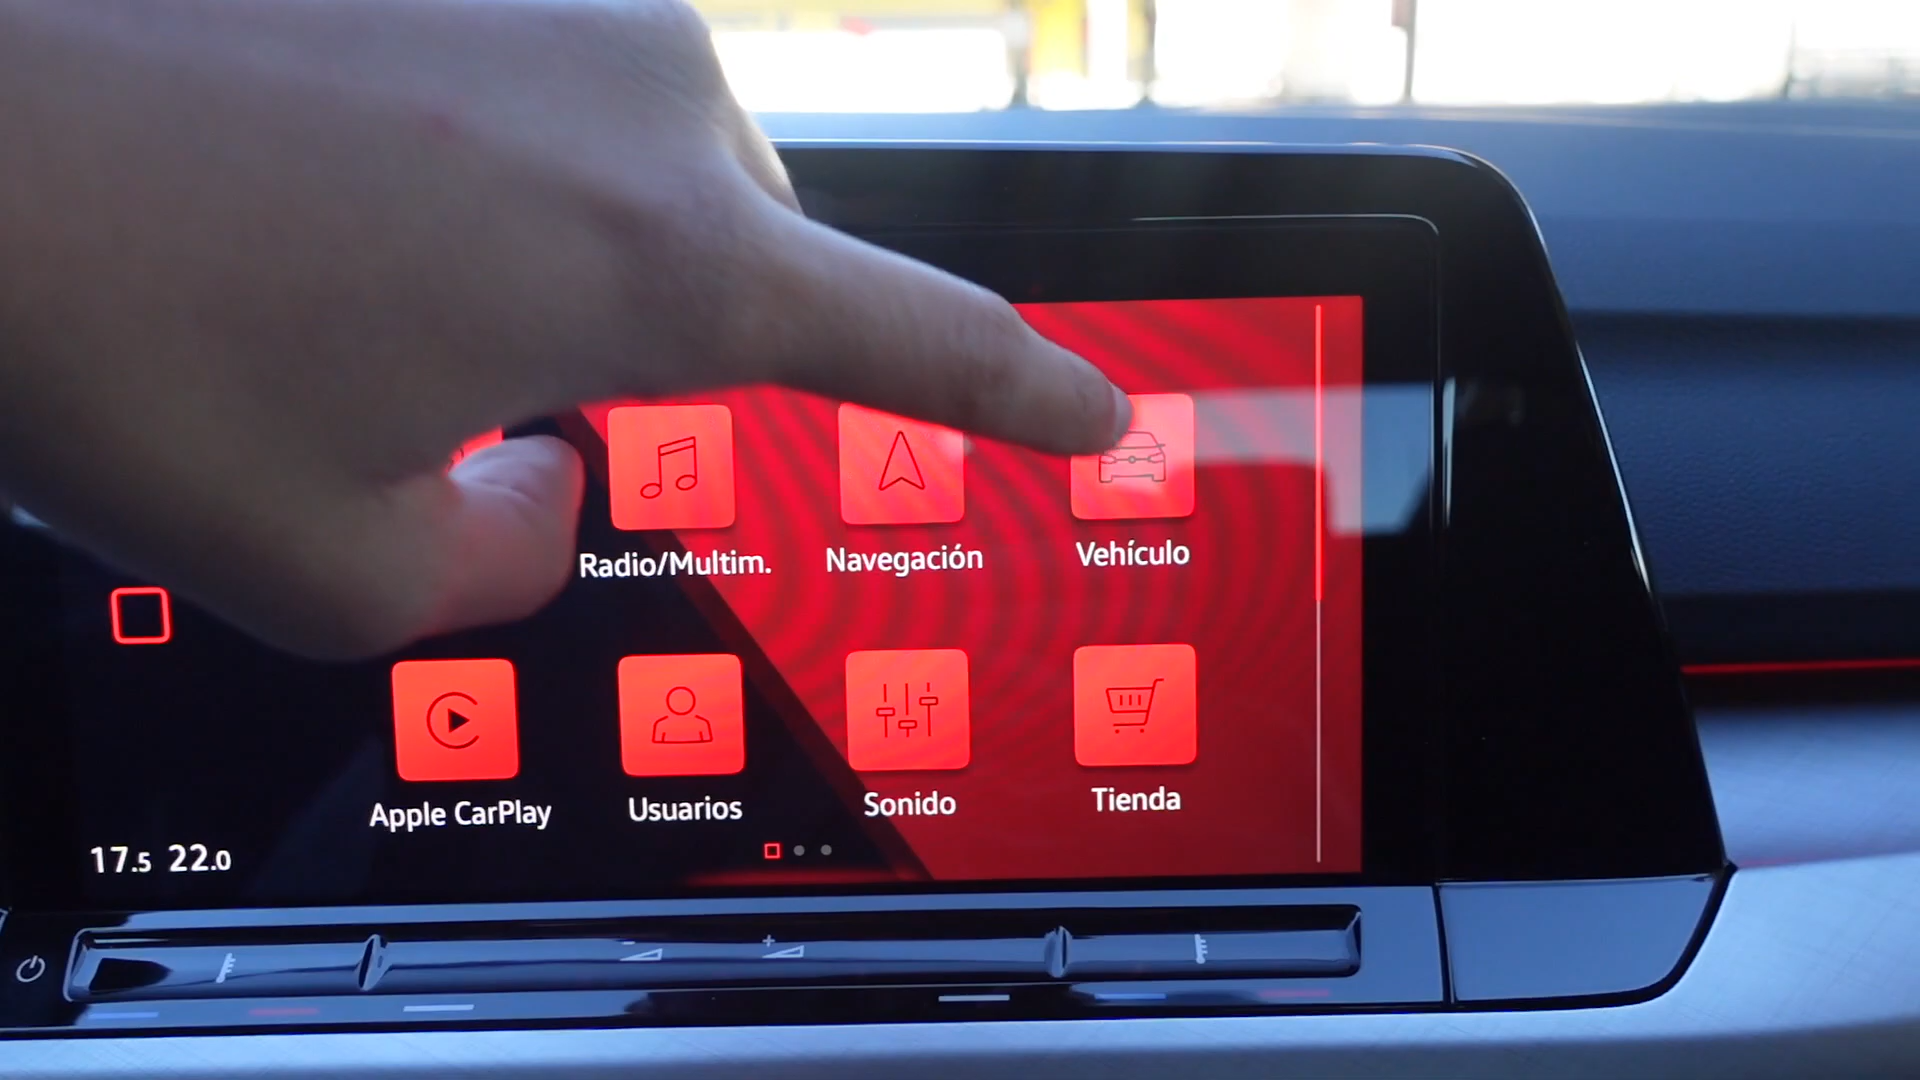 Radio/Multim.
Navegación
Vehículo
Apple CarPlay
Usuarios
Sonido
Tienda
17.5 22.0